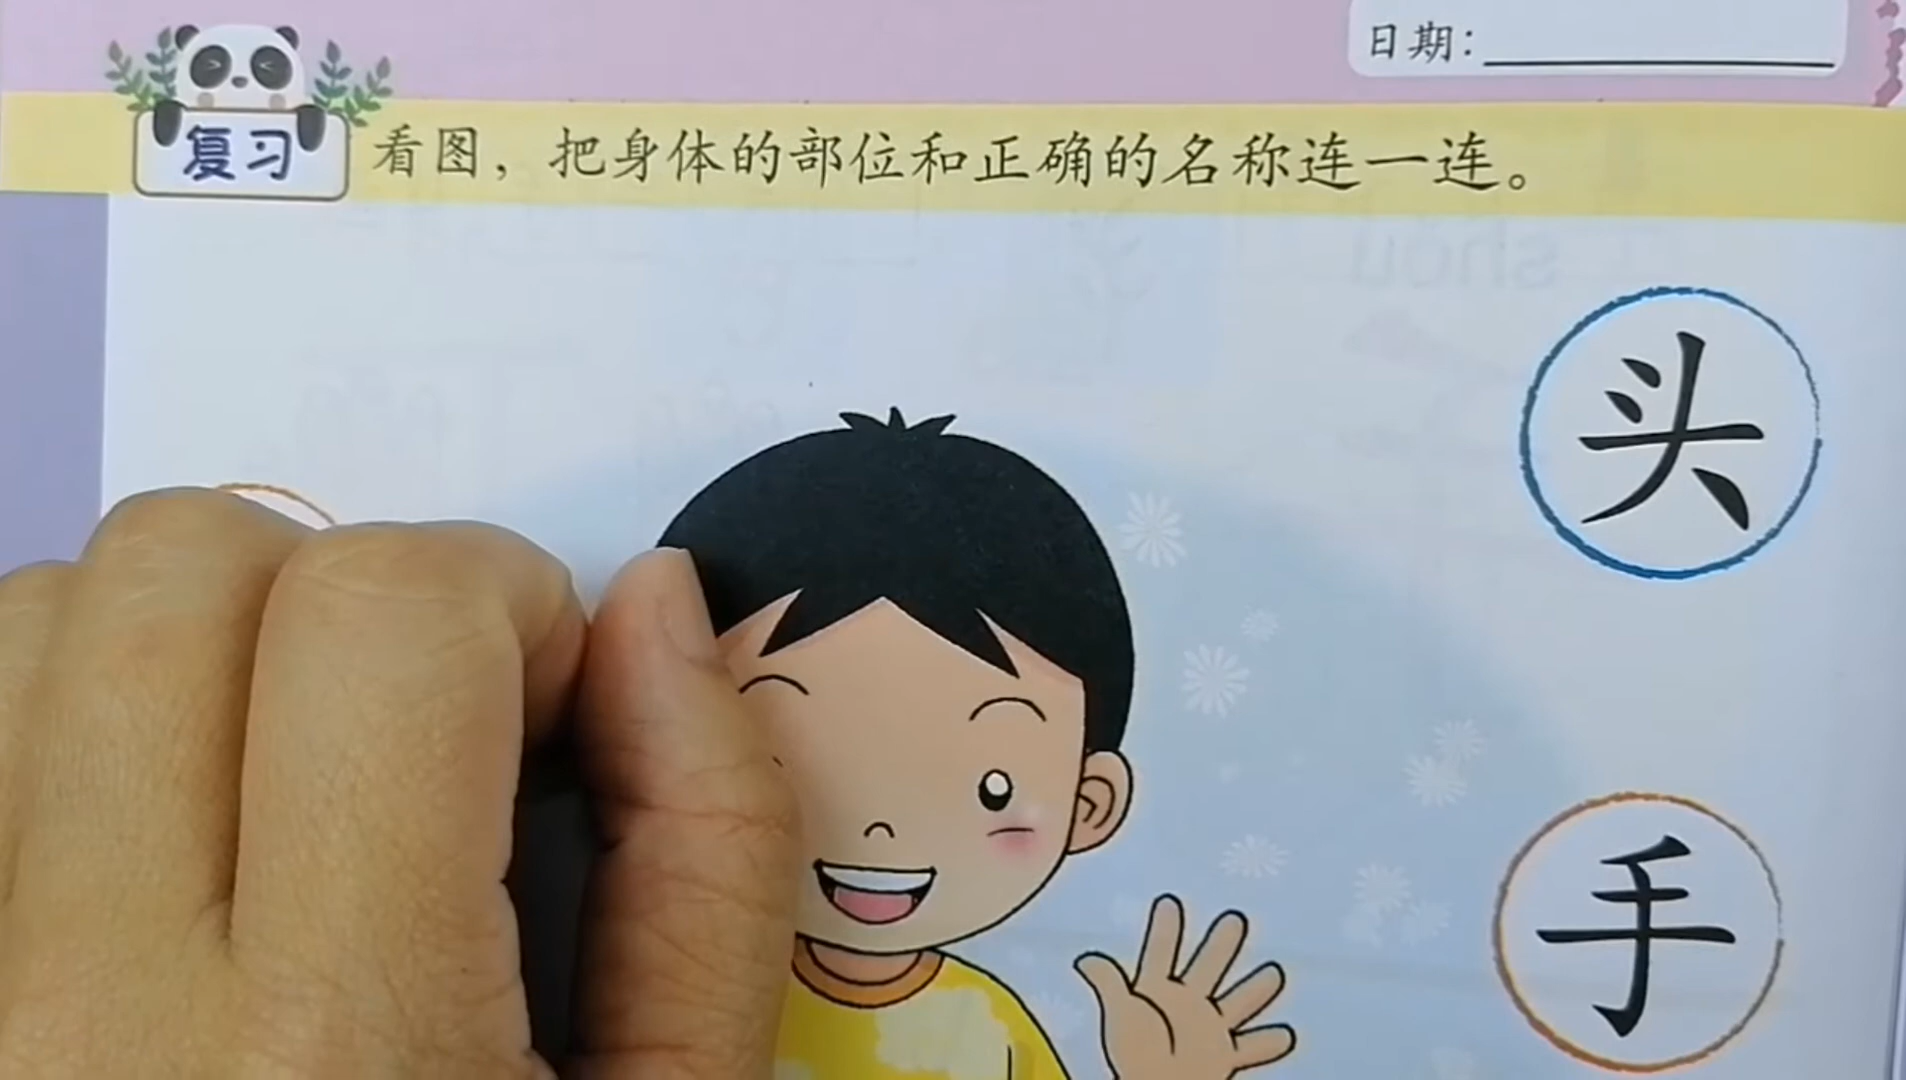 日期：
复习
看图，把身体的部位和正确的名称连一连。
头
手